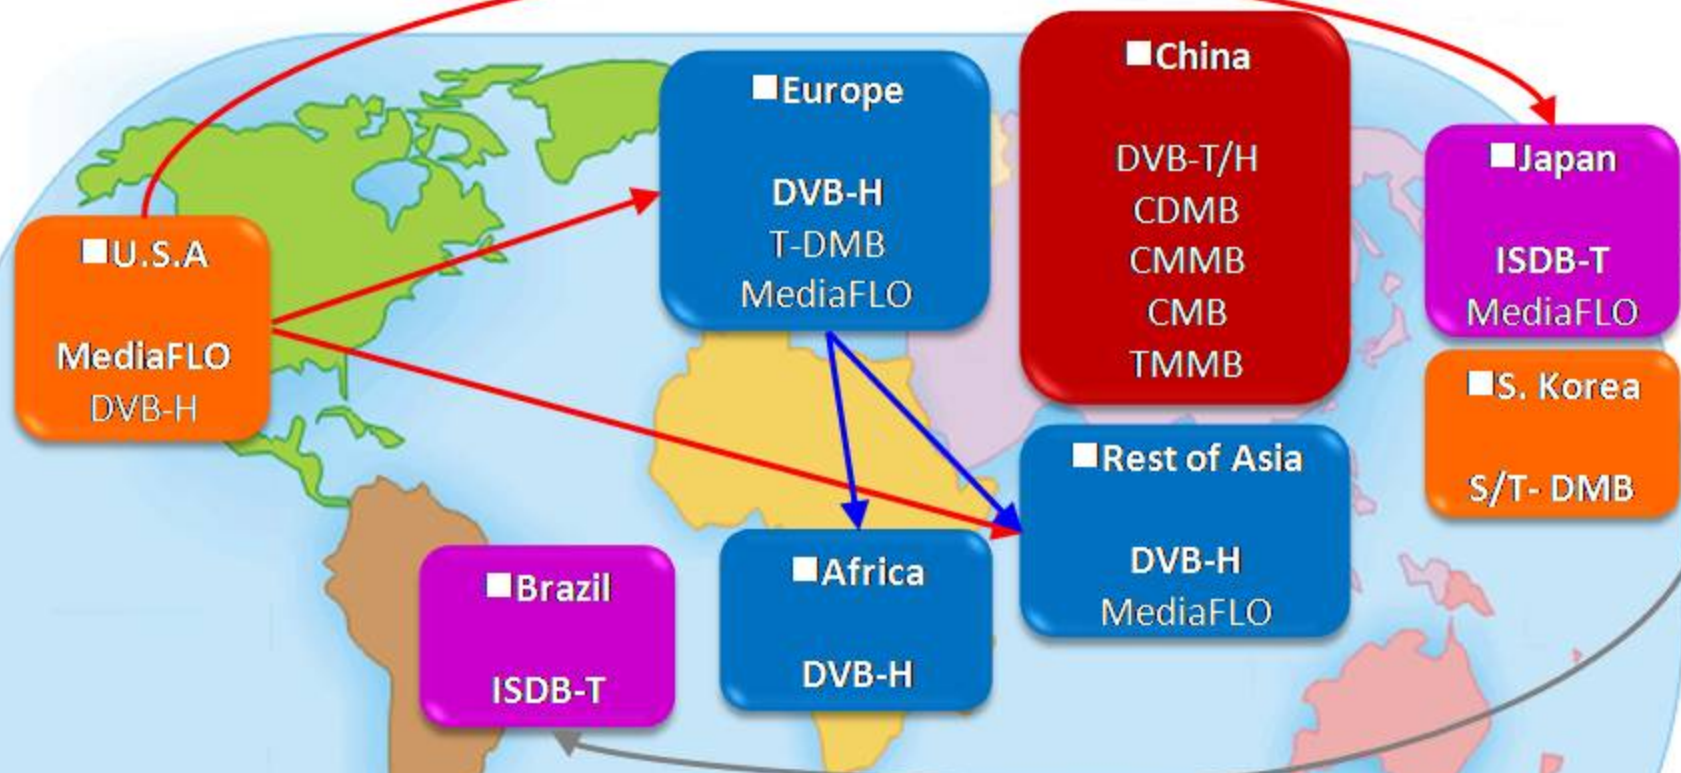 ■U.S.A
MediaFLO
DVB-H
■Europe
DVB-H
T-DMB
MediaFLO
■China
DVB-T/H
CDMB
CMMB
CMB
TMMB
■Japan
ISDB-T
MediaFLO
■S. Korea
S/T- DMB
■Rest of Asia
DVB-H
MediaFLO
■Brazil
ISDB-T
■Africa
DVB-H